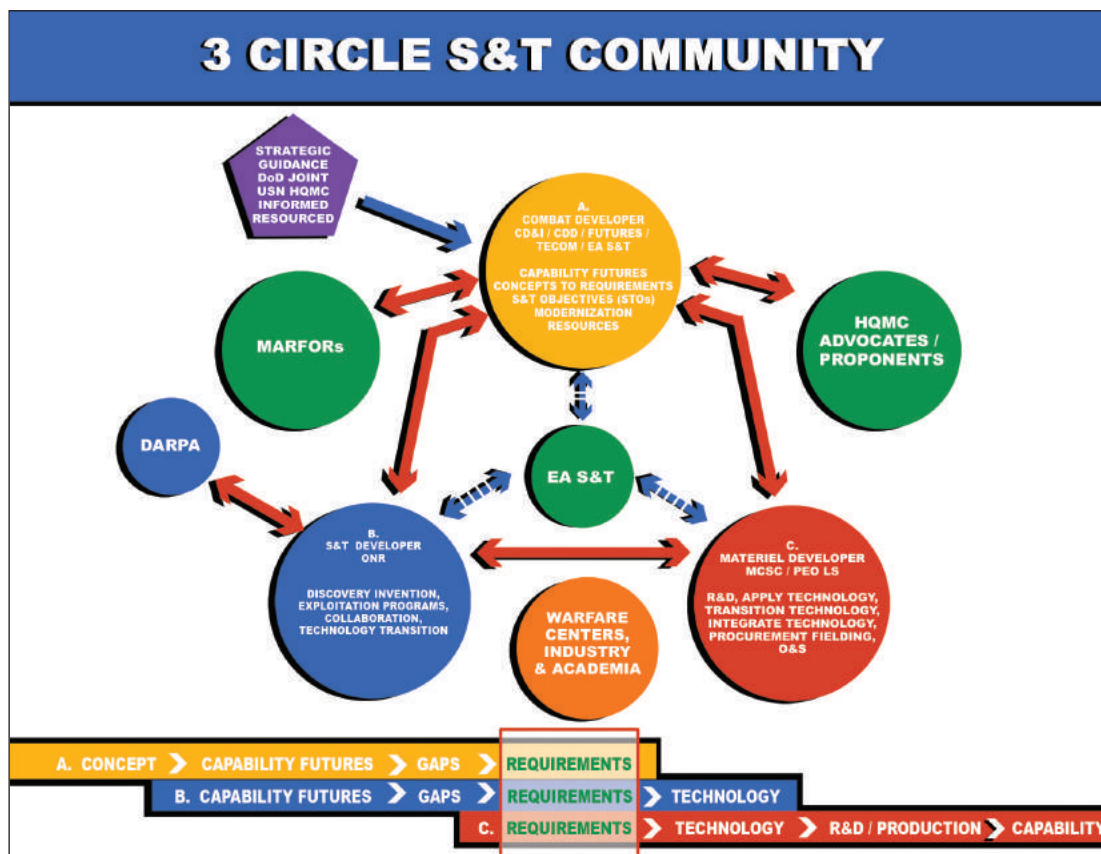 3 CIRCLE S&T COMMUNITY
STRATEGIC
GUIDANCE
DoD JOINT
USN HQMC
INFORMED
RESOURCED
A.
COMBAT DEVELOPER
CD&I / CDD / FUTURES /
TECOM / EA S&T
CAPABILITY FUTURES
CONCEPTS TO REQUIREMENTS
S&T OBJECTIVES (STOs)
MODERNIZATION
RESOURCES
MARFORs
HQMC
ADVOCATES /
PROPONENTS
DARPA
EA S&T
B.
S&T DEVELOPER
ONR
DISCOVERY INVENTION,
EXPLOITATION PROGRAMS,
COLLABORATION,
TECHNOLOGY TRANSITION
C.
MATERIEL DEVELOPER
MCSC / PEO LS
R&D, APPLY TECHNOLOGY,
TRANSITION TECHNOLOGY,
INTEGRATE TECHNOLOGY,
PROCUREMENT FIELDING,
O&S
WARFARE
CENTERS,
INDUSTRY
& ACADEMIA
A. CONCEPT CAPABILITY FUTURES GAPS REQUIREMENTS
B. CAPABILITY FUTURES GAPS REQUIREMENTS TECHNOLOGY
C. REQUIREMENTS TECHNOLOGY R&D / PRODUCTION CAPABILITY